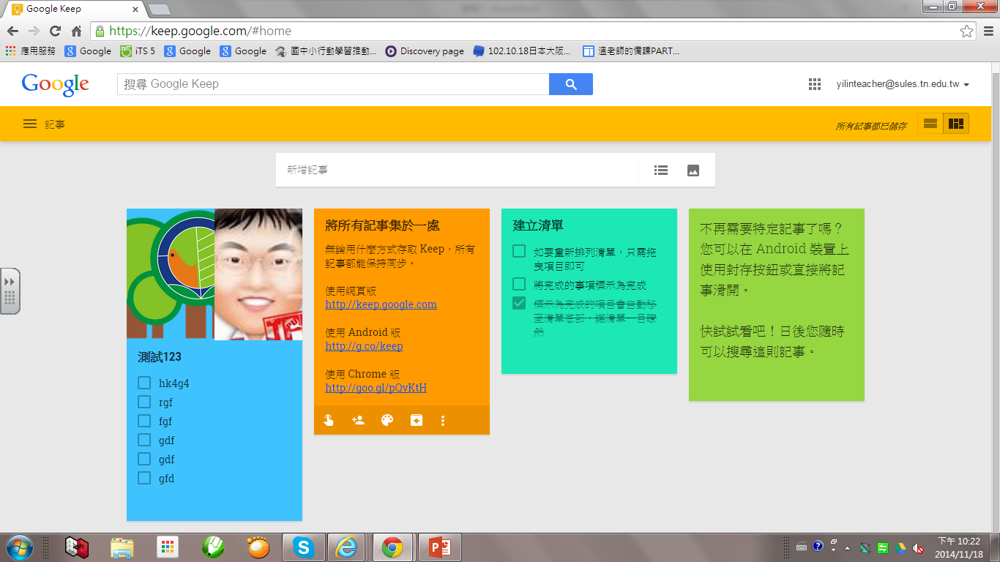 Google Keep
https://keep.google.com/#home
應用服務 Google iTS 5 Google Google 國中小行動學習推動... Discovery page 102.10.18日本大阪... 溫老師的備課PART...
Google 搜尋 Google Keep yilinteacher@sules.tn.edu.tw
記事 所有記事都已儲存
新增記事
測試123
hk4g4
rgf
fgf
gdf
gdf
gfd
將所有記事集於一處
無論用什麼方式存取 Keep，所有
記事都能保持同步。
使用網頁版
http://keep.google.com
使用 Android 版
http://g.co/keep
使用 Chrome 版
http://goo.gl/pQvKtH
建立清單
如要重新排列清單，只需拖
曳項目即可
將完成的事項標示為完成
標示為完成的項目會自動移
至清單底部，讓清單一目瞭
然
不再需要特定記事了嗎？
您可以在 Android 裝置上
使用封存按鈕或直接將記
事滑開。
快試試看吧！日後您隨時
可以搜尋這則記事。
下午 10:22
2014/11/18